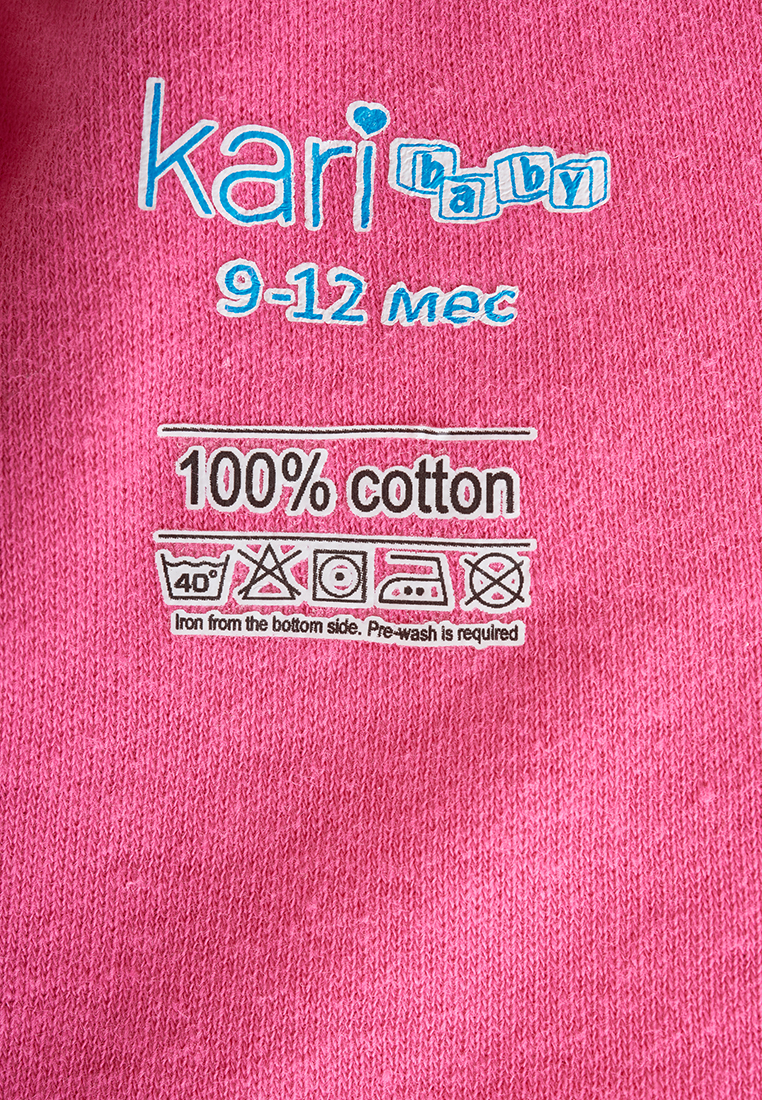 kari baby
9-12 мес
100% cotton
40°
Iron from the bottom side. Pre-wash is required